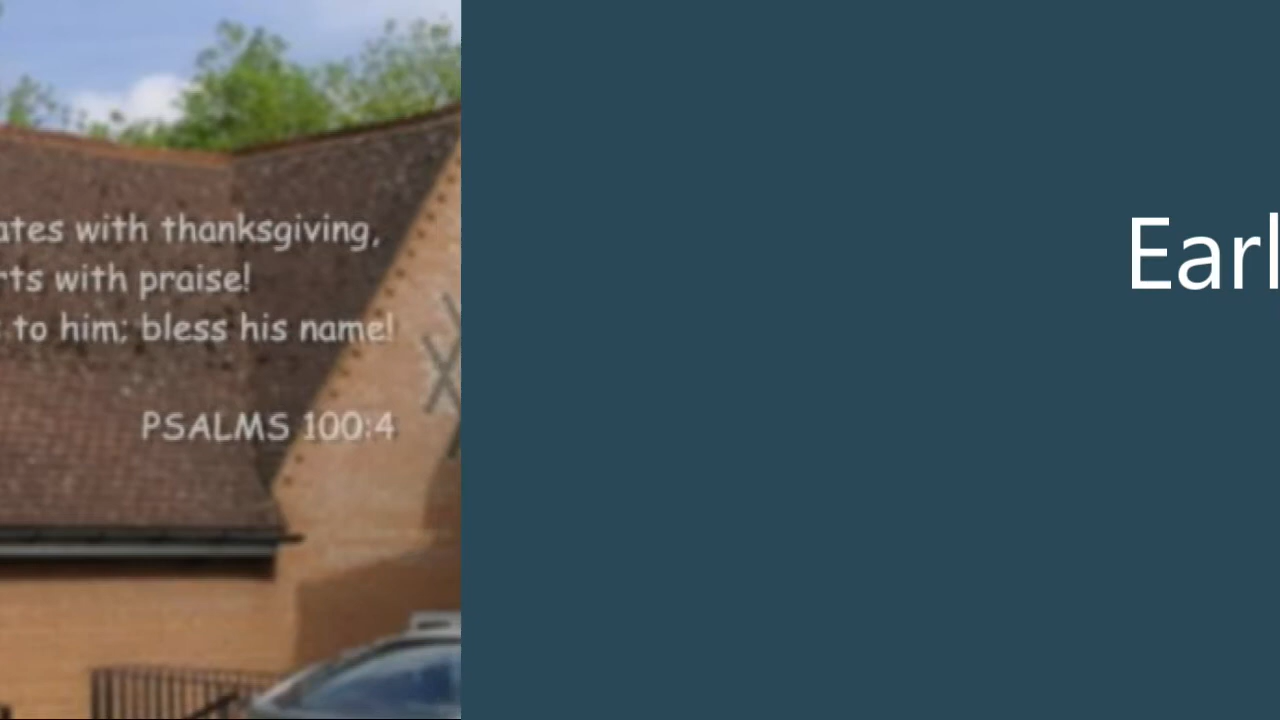 ates with thanksgiving,
rts with praise!
to him; bless his name!
PSALMS 100:4
Earl